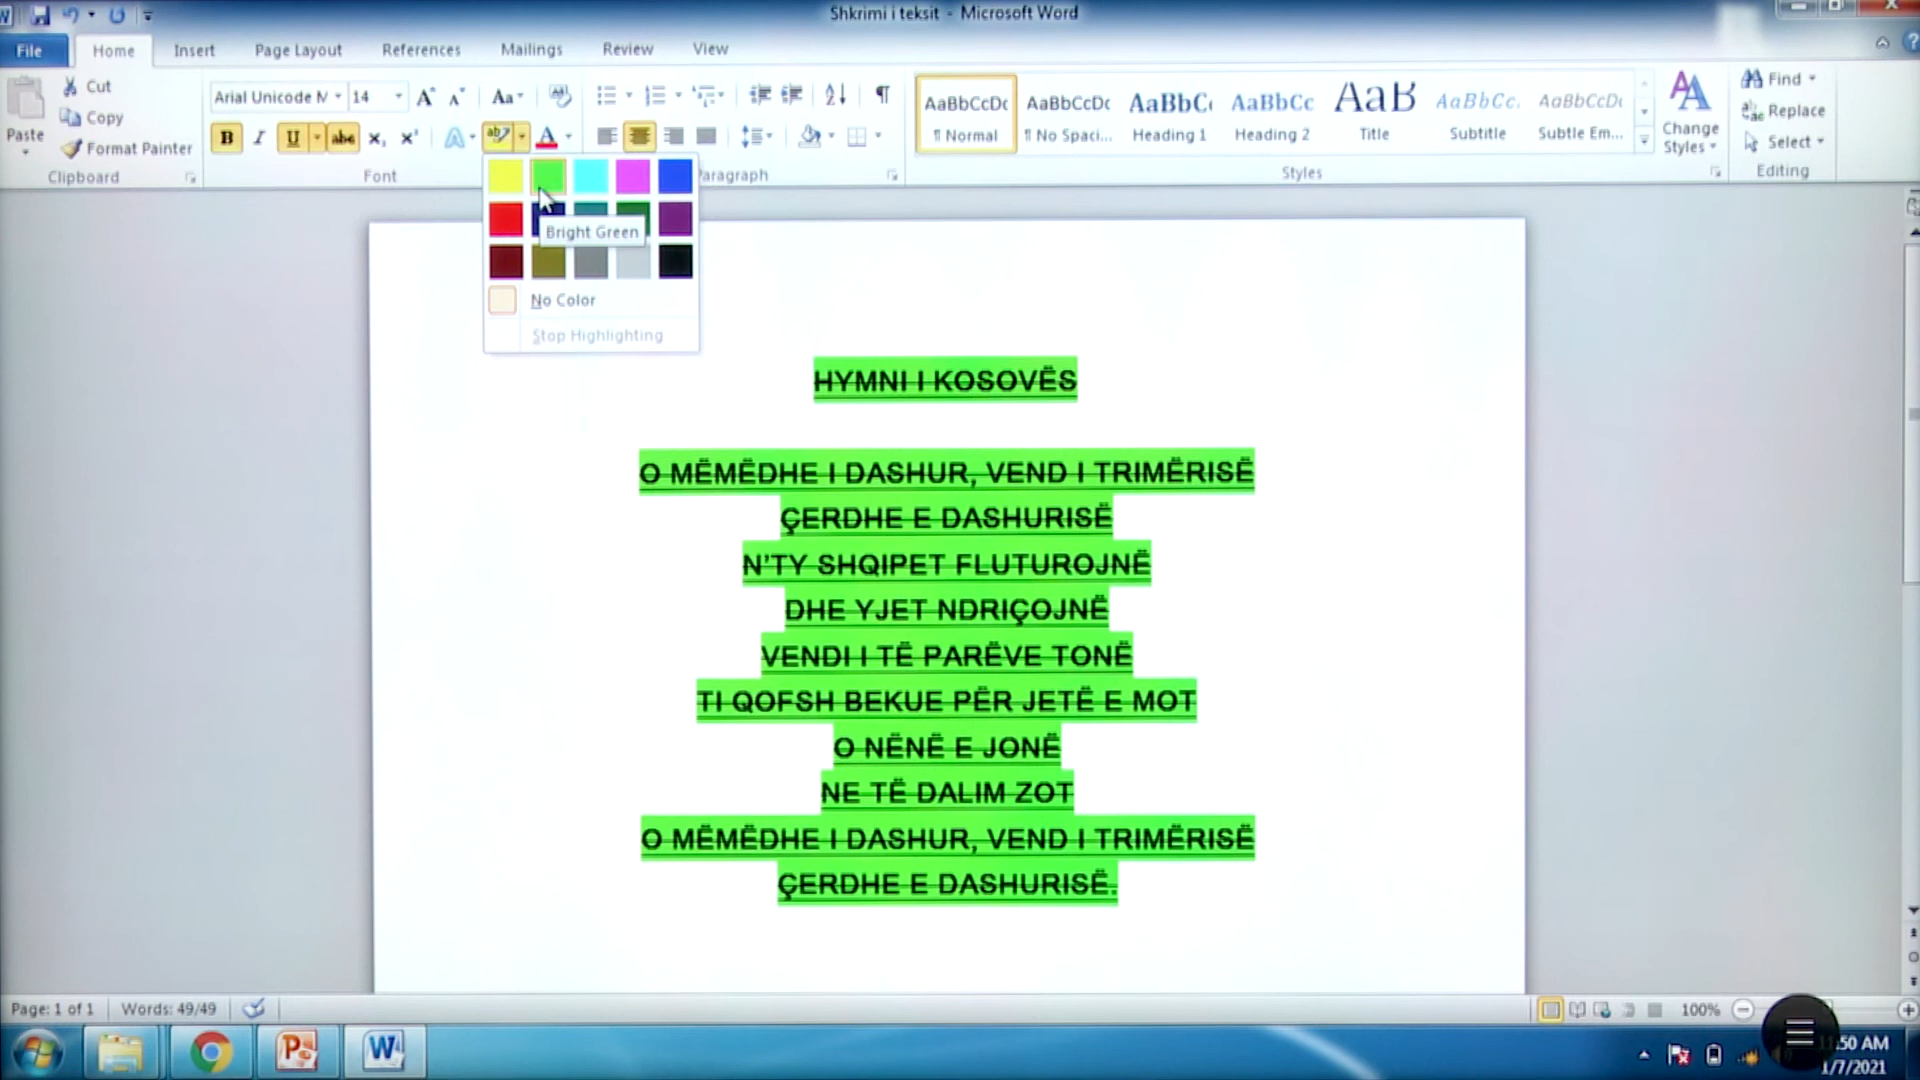 Shkrimi i teksit - Microsoft Word
File Home Insert Page Layout References Mailings Review View
Paste
Cut
Copy
Format Painter
Clipboard
Arial Unicode M 14
Font
Paragraph
AaBbCcDc AaBbCcDc AaBbC AaBbCc AaB AaBbCc. AaBbCcDc
¶ Normal ¶ No Spaci... Heading 1 Heading 2 Title Subtitle Subtle Em...
Change Styles
Styles
Find
Replace
Select
Editing
Bright Green
No Color
Stop Highlighting
HYMNI I KOSOVËS
O MËMËDHE I DASHUR, VEND I TRIMËRISË
ÇERDHE E DASHURISË
N'TY SHQIPET FLUTUROJNË
DHE YJET NDRIÇOJNË
VENDI I TË PARËVE TONË
TI QOFSH BEKUE PËR JETË E MOT
O NËNË E JONË
NE TË DALIM ZOT
O MËMËDHE I DASHUR, VEND I TRIMËRISË
ÇERDHE E DASHURISË.
Page: 1 of 1 Words: 49/49 100%
:50 AM
1/7/2021